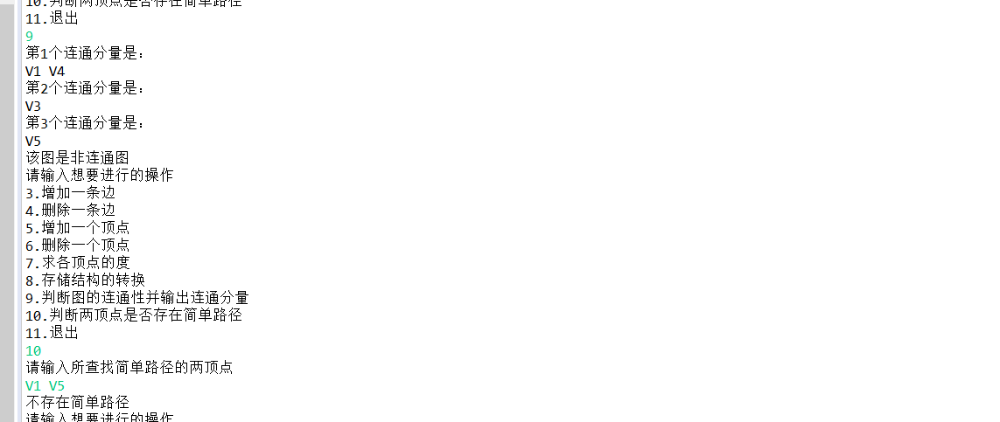 10.判断两顶点是否存在简单路径
11.退出
9
第1个连通分量是：
V1 V4
第2个连通分量是：
V3
第3个连通分量是：
V5
该图是非连通图
请输入想要进行的操作
3.增加一条边
4.删除一条边
5.增加一个顶点
6.删除一个顶点
7.求各顶点的度
8.存储结构的转换
9.判断图的连通性并输出连通分量
10.判断两顶点是否存在简单路径
11.退出
10
请输入所查找简单路径的两顶点
V1 V5
不存在简单路径
请输入想要进行的操作